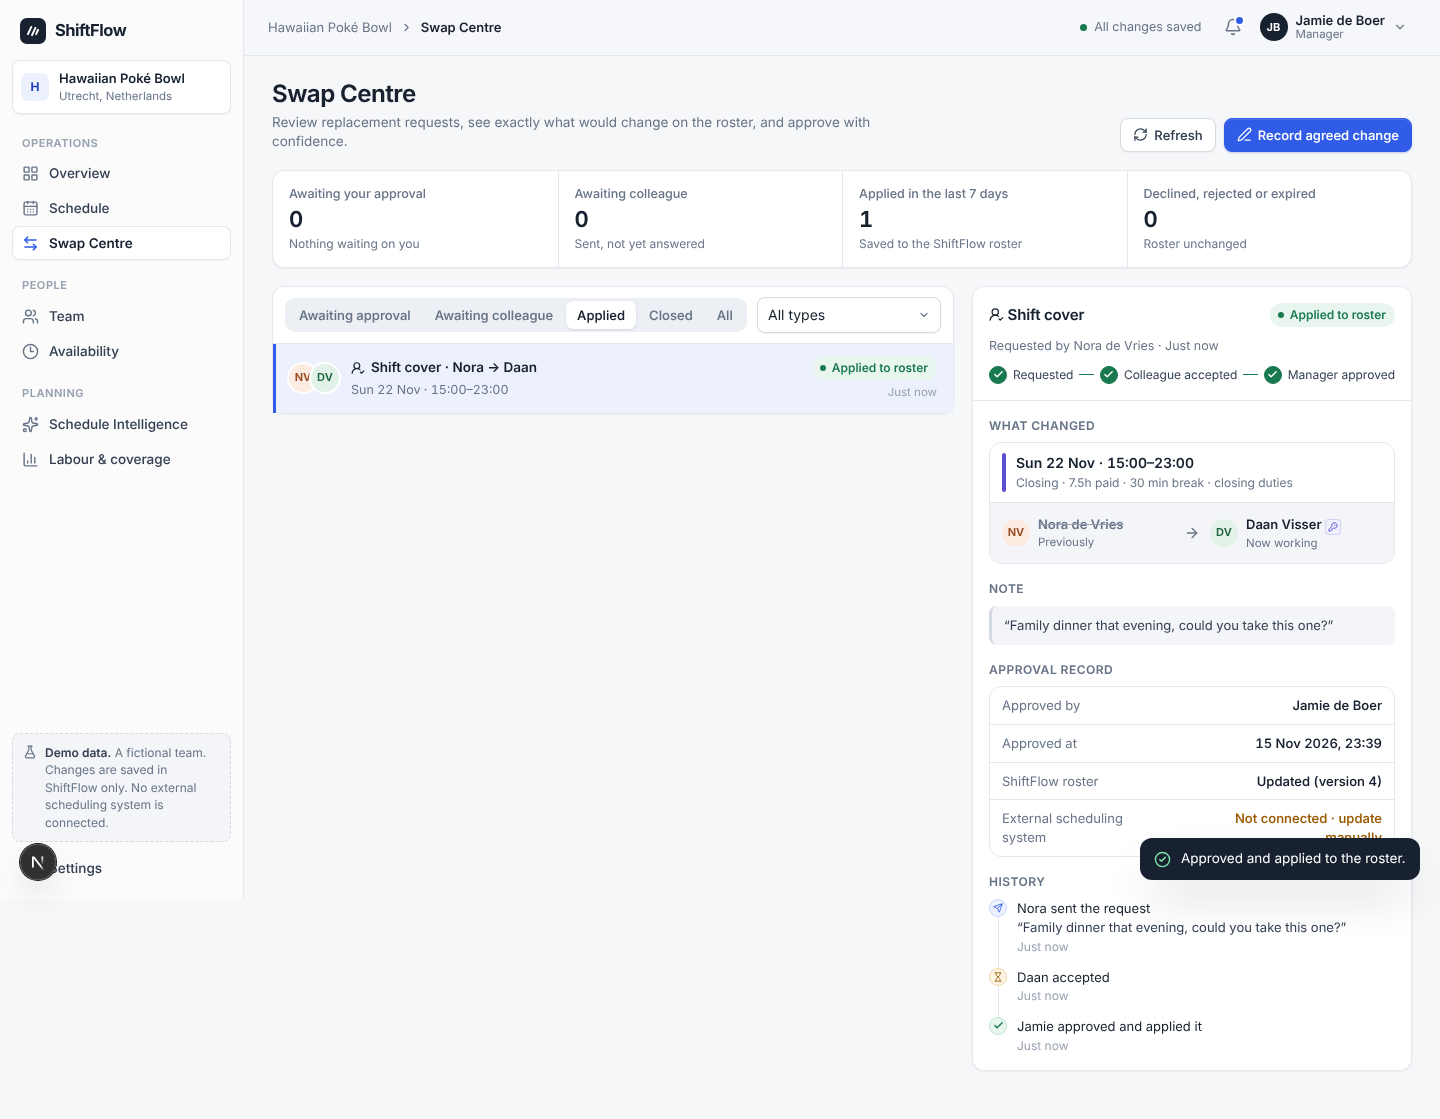 ShiftFlow
H
Hawaiian Poké Bowl
Utrecht, Netherlands
OPERATIONS
Overview
Schedule
Swap Centre
PEOPLE
Team
Availability
PLANNING
Schedule Intelligence
Labour & coverage
Demo data. A fictional team.
Changes are saved in
ShiftFlow only. No external
scheduling system is
connected.
N
ettings
Hawaiian Poké Bowl > Swap Centre
All changes saved
JB
Jamie de Boer
Manager
Swap Centre
Review replacement requests, see exactly what would change on the roster, and approve with
confidence.
Refresh
Record agreed change
Awaiting your approval
0
Nothing waiting on you
Awaiting colleague
0
Sent, not yet answered
Applied in the last 7 days
1
Saved to the ShiftFlow roster
Declined, rejected or expired
0
Roster unchanged
Awaiting approval
Awaiting colleague
Applied
Closed
All
All types
NV
DV
Shift cover · Nora → Daan
Sun 22 Nov · 15:00–23:00
Applied to roster
Just now
Shift cover
Applied to roster
Requested by Nora de Vries · Just now
Requested
Colleague accepted
Manager approved
WHAT CHANGED
Sun 22 Nov · 15:00–23:00
Closing · 7.5h paid · 30 min break · closing duties
NV
Nora de Vries
Previously
→
DV
Daan Visser
Now working
NOTE
“Family dinner that evening, could you take this one?”
APPROVAL RECORD
Approved by
Jamie de Boer
Approved at
15 Nov 2026, 23:39
ShiftFlow roster
Updated (version 4)
External scheduling
system
Not connected · update
manually
Approved and applied to the roster.
HISTORY
Nora sent the request
“Family dinner that evening, could you take this one?”
Just now
Daan accepted
Just now
Jamie approved and applied it
Just now